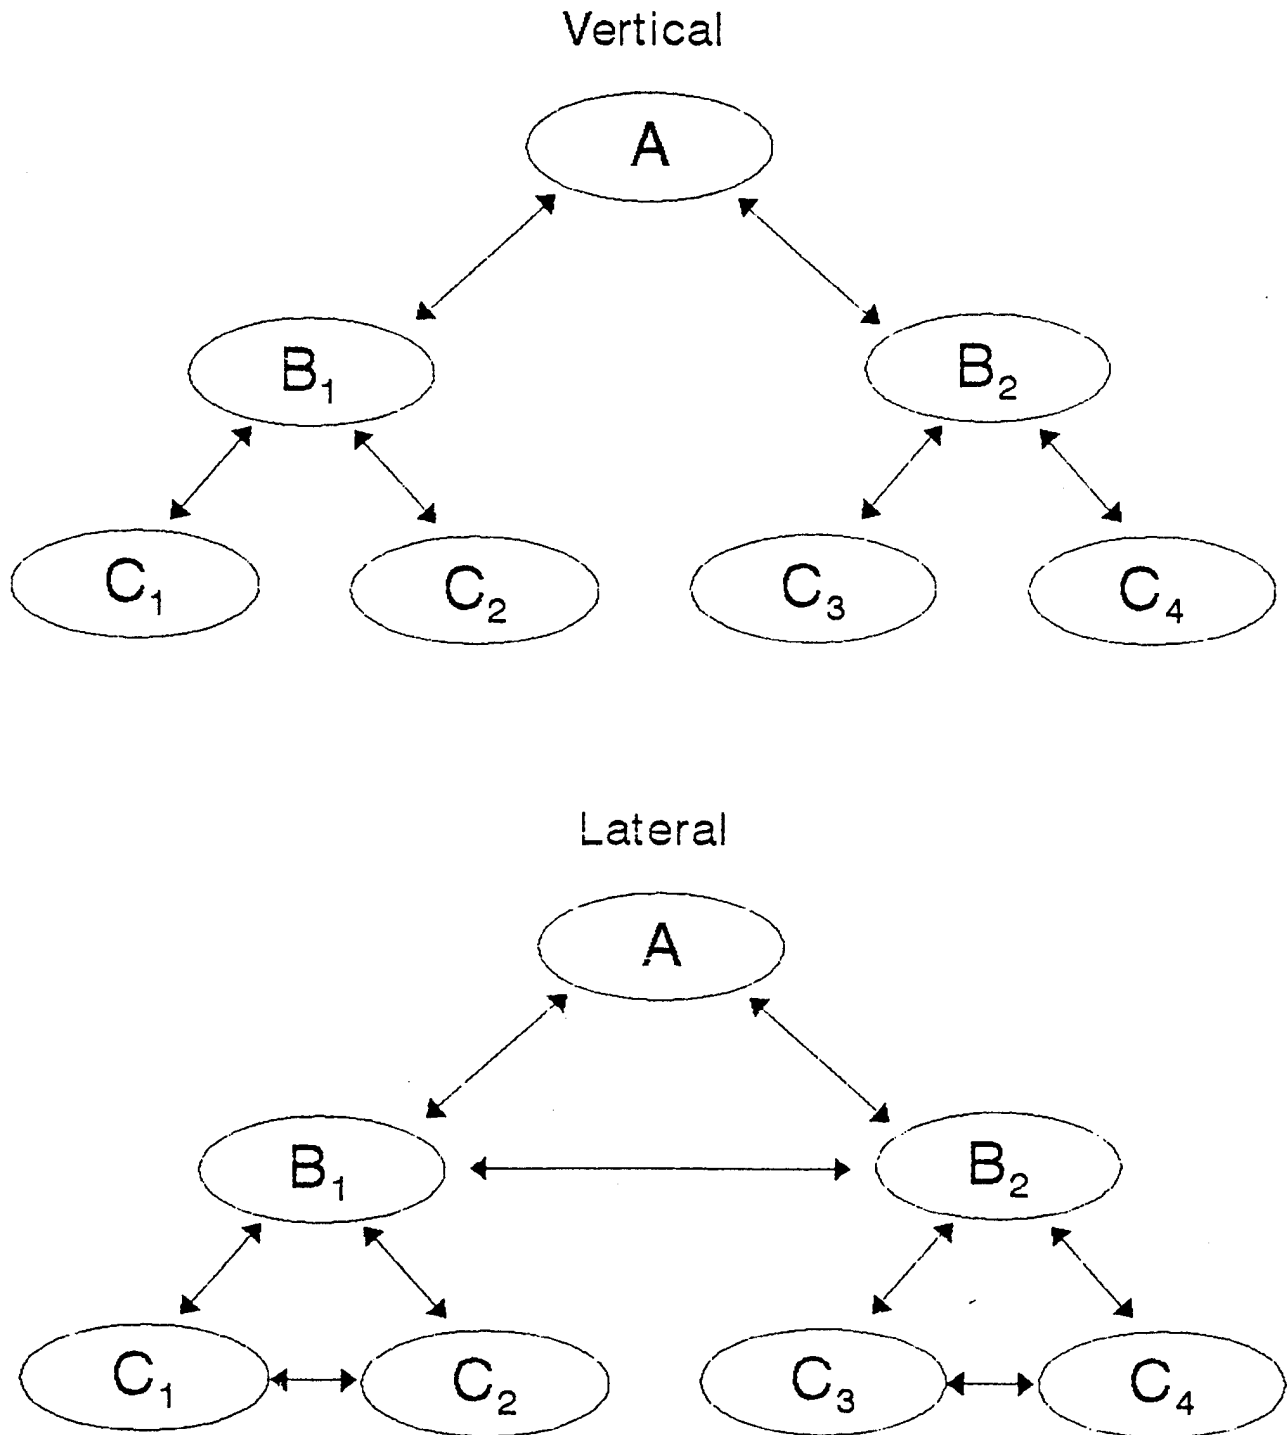 Vertical
A
B₁ B₂
C₁ C₂ C₃ C₄
Lateral
A
B₁ B₂
C₁ C₂ C₃ C₄